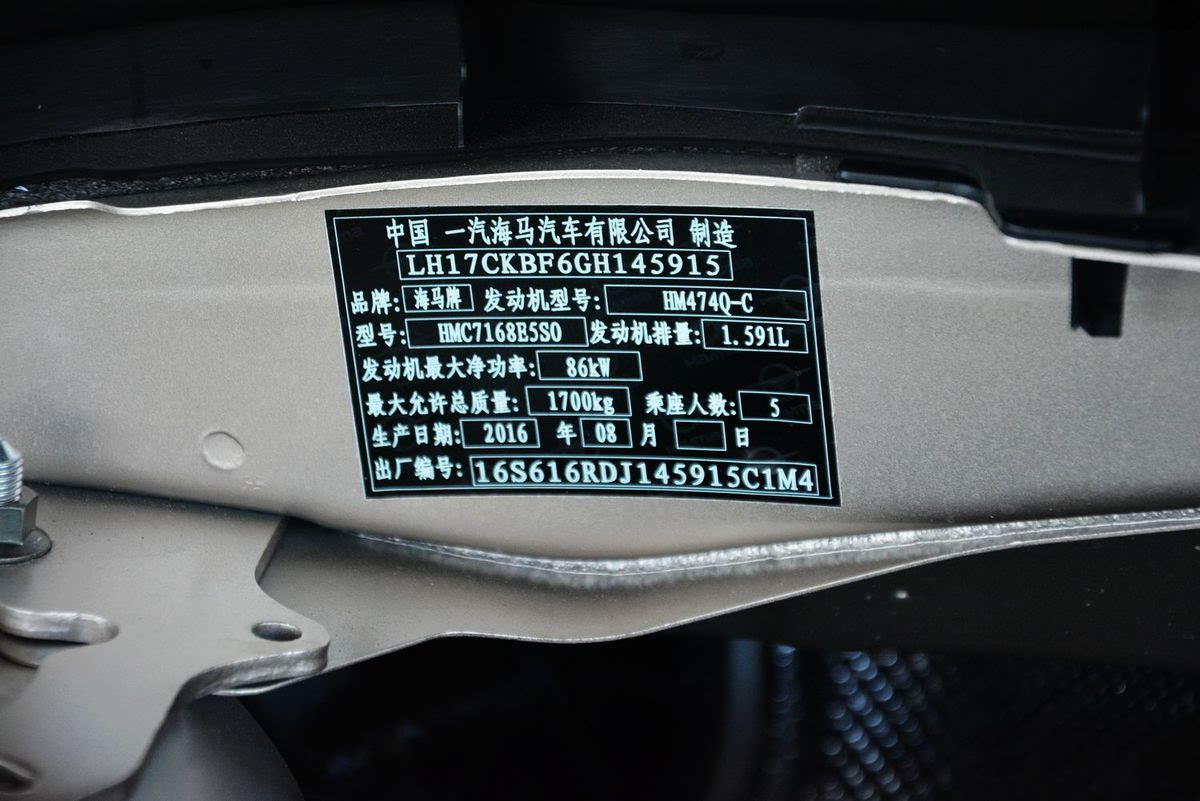 中国 一汽海马汽车有限公司 制造
LH17CKBF6GH145915
品牌: 海马牌 发动机型号: HM474Q-C
型号: HMC7168E5S0 发动机排量: 1.591L
发动机最大净功率: 86kW
最大允许总质量: 1700kg 乘座人数: 5
生产日期: 2016 年 08 月 日
出厂编号: 16S616RDJ145915C1M4